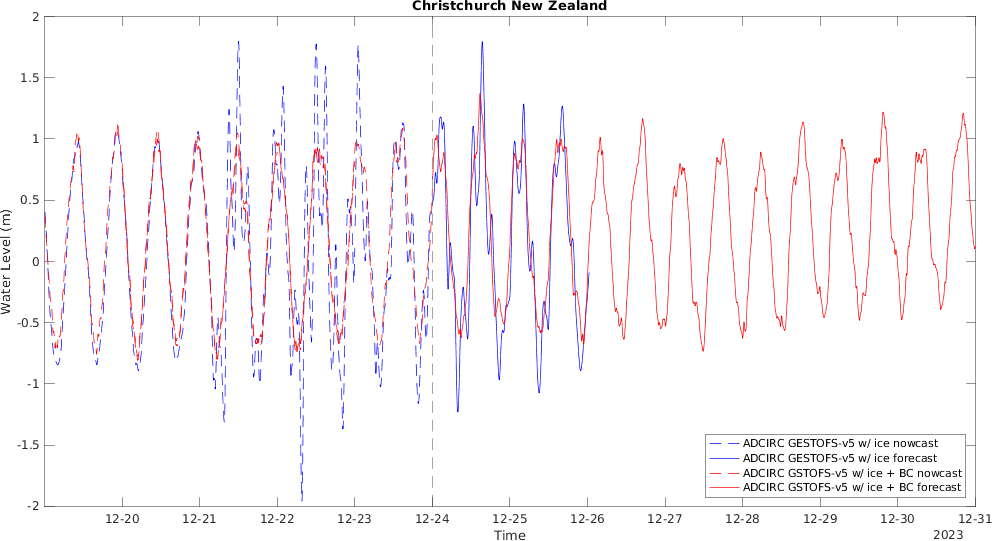 Christchurch New Zealand
2
1.5
1
0.5
0
-0.5
-1
-1.5
-2
Water Level (m)
ADCIRC GESTOFS-v5 w/ ice nowcast
ADCIRC GESTOFS-v5 w/ ice forecast
ADCIRC GSTOFS-v5 w/ ice + BC nowcast
ADCIRC GSTOFS-v5 w/ ice + BC forecast
12-20 12-21 12-22 12-23 12-24 12-25 12-26 12-27 12-28 12-29 12-30 12-31
Time
2023